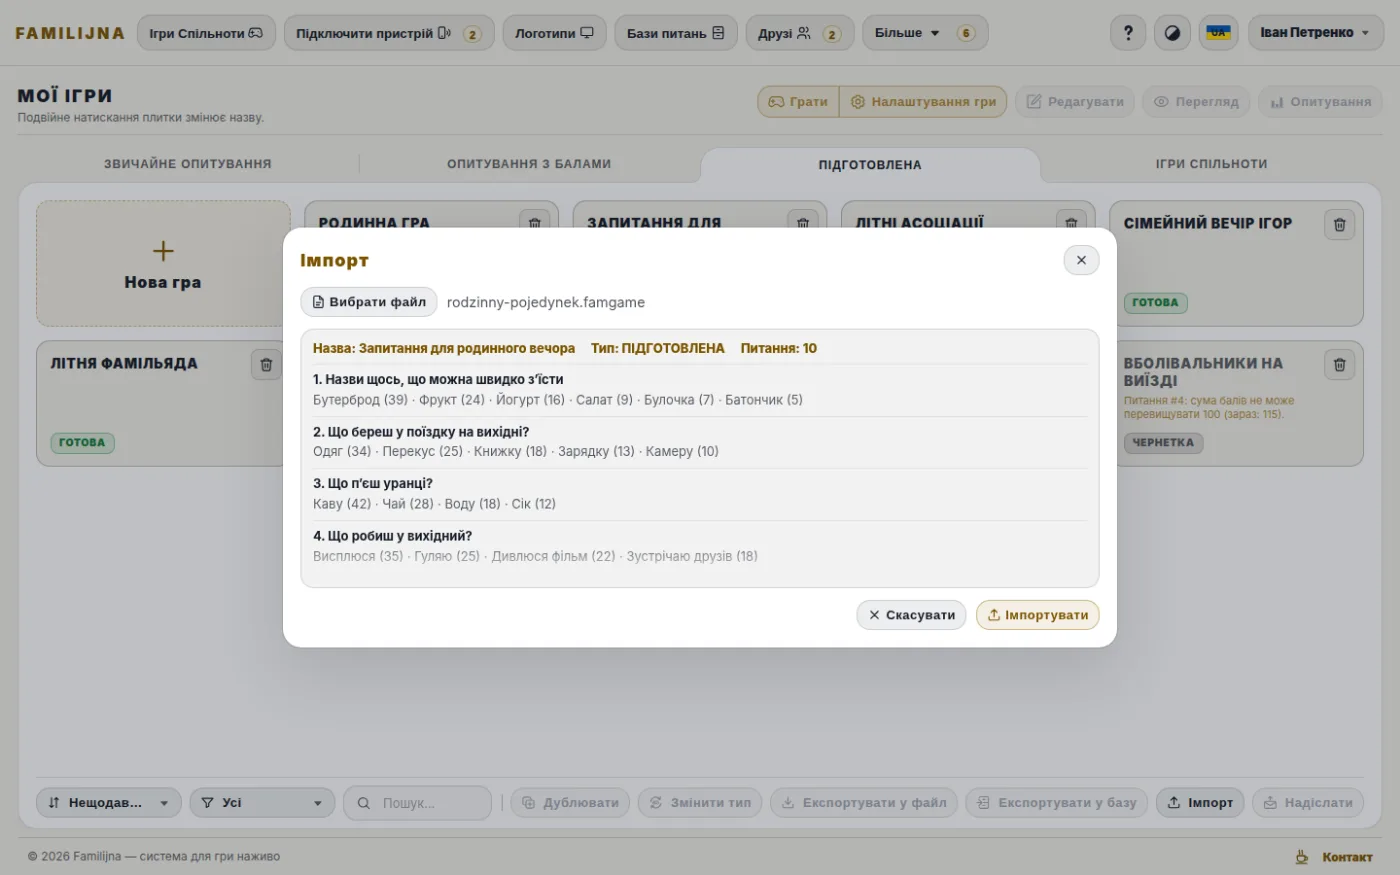 FAMILIJNA
Ігри Спільноти
Підключити пристрій 2
Логотипи
Бази питань
Друзі 2
Більше 6
?
UA
Іван Петренко
МОЇ ІГРИ
Подвійне натискання плитки змінює назву.
Грати
Налаштування гри
Редагувати
Перегляд
Опитування
ЗВИЧАЙНЕ ОПИТУВАННЯ
ОПИТУВАННЯ З БАЛАМИ
ПІДГОТОВЛЕНА
ІГРИ СПІЛЬНОТИ
Нова гра
РОДИННА ГРА
ЗАПИТАННЯ ДЛЯ
ЛІТНІ АСОЦІАЦІЇ
СІМЕЙНИЙ ВЕЧІР ІГОР
ГОТОВА
ЛІТНЯ ФАМІЛЬЯДА
ГОТОВА
ВБОЛІВАЛЬНИКИ НА
ВИЇЗДІ
Питання #4: сума балів не може
перевищувати 100 (зараз: 115).
ЧЕРНЕТКА
Імпорт
Вибрати файл
rodzinny-pojedynek.famgame
Назва: Запитання для родинного вечора Тип: ПІДГОТОВЛЕНА Питання: 10
1. Назви щось, що можна швидко з’їсти
Бутерброд (39) · Фрукт (24) · Йогурт (16) · Салат (9) · Булочка (7) · Батончик (5)
2. Що береш у поїздку на вихідні?
Одяг (34) · Перекус (25) · Книжку (18) · Зарядку (13) · Камеру (10)
3. Що п’єш уранці?
Каву (42) · Чай (28) · Воду (18) · Сік (12)
4. Що робиш у вихідний?
Висплюся (35) · Гуляю (25) · Дивлюся фільм (22) · Зустрічаю друзів (18)
Скасувати
Імпортувати
Нещодав...
Усі
Пошук...
Дублювати
Змінити тип
Експортувати у файл
Експортувати у базу
Імпорт
Надіслати
© 2026 Familijna — система для гри наживо
Контакт